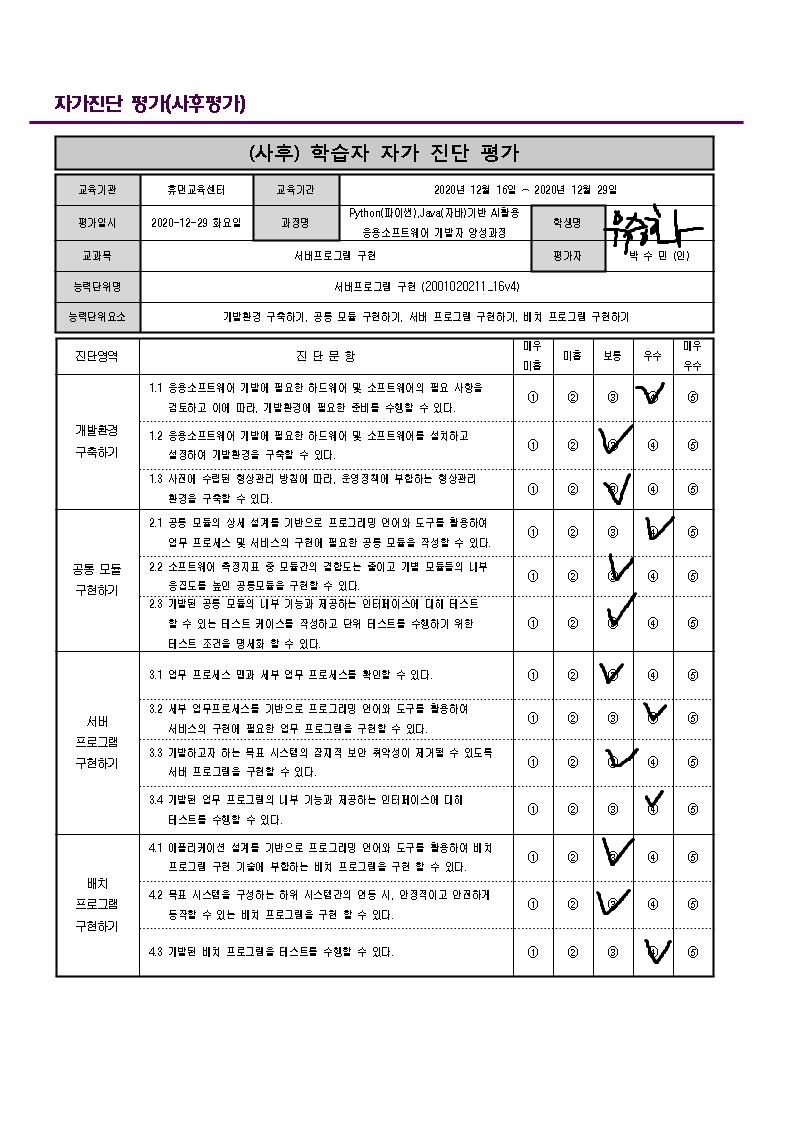 자가진단 평가(사후평가)
(사후) 학습자 자가 진단 평가
교육기관 휴먼교육센터 교육기간 2020년 12월 16일 ~ 2020년 12월 29일
평가일시 2020-12-29 화요일 과정명 Python(파이썬),Java(자바)기반 AI활용
응용소프트웨어 개발자 양성과정 학생명
교과목 서버프로그램 구현 평가자 박 수 민 (인)
능력단위명 서버프로그램 구현 (2001020211_16v4)
능력단위요소 개발환경 구축하기, 공통 모듈 구현하기, 서버 프로그램 구현하기, 배치 프로그램 구현하기
진단영역 진 단 문 항 매우 미흡 미흡 보통 우수 매우 우수
개발환경
구축하기
1.1 응용소프트웨어 개발에 필요한 하드웨어 및 소프트웨어의 필요 사항을
검토하고 이에 따라, 개발환경에 필요한 준비를 수행할 수 있다.
① ② ③ ④ ⑤
1.2 응용소프트웨어 개발에 필요한 하드웨어 및 소프트웨어를 설치하고
설정하여 개발환경을 구축할 수 있다.
① ② ③ ④ ⑤
1.3 사전에 수립된 형상관리 방침에 따라, 운영정책에 부합하는 형상관리
환경을 구축할 수 있다.
① ② ③ ④ ⑤
공통 모듈
구현하기
2.1 공통 모듈의 상세 설계를 기반으로 프로그래밍 언어와 도구를 활용하여
업무 프로세스 및 서비스의 구현에 필요한 공통 모듈을 작성할 수 있다.
① ② ③ ④ ⑤
2.2 소프트웨어 측정지표 중 모듈간의 결합도는 줄이고 개별 모듈들의 내부
응집도를 높인 공통모듈을 구현할 수 있다.
① ② ③ ④ ⑤
2.3 개발된 공통 모듈의 내부 기능과 제공하는 인터페이스에 대해 테스트
할 수 있는 테스트 케이스를 작성하고 단위 테스트를 수행하기 위한
테스트 조건을 명세화 할 수 있다.
① ② ③ ④ ⑤
서버
프로그램
구현하기
3.1 업무 프로세스 맵과 세부 업무 프로세스를 확인할 수 있다.
① ② ③ ④ ⑤
3.2 세부 업무프로세스를 기반으로 프로그래밍 언어와 도구를 활용하여
서비스의 구현에 필요한 업무 프로그램을 구현할 수 있다.
① ② ③ ④ ⑤
3.3 개발하고자 하는 목표 시스템의 잠재적 보안 취약성이 제거될 수 있도록
서버 프로그램을 구현할 수 있다.
① ② ③ ④ ⑤
3.4 개발된 업무 프로그램의 내부 기능과 제공하는 인터페이스에 대해
테스트를 수행할 수 있다.
① ② ③ ④ ⑤
배치
프로그램
구현하기
4.1 애플리케이션 설계를 기반으로 프로그래밍 언어와 도구를 활용하여 배치
프로그램 구현 기술에 부합하는 배치 프로그램을 구현 할 수 있다.
① ② ③ ④ ⑤
4.2 목표 시스템을 구성하는 하위 시스템간의 연동 시, 안정적이고 안전하게
동작할 수 있는 배치 프로그램을 구현 할 수 있다.
① ② ③ ④ ⑤
4.3 개발된 배치 프로그램을 테스트를 수행할 수 있다.
① ② ③ ④ ⑤